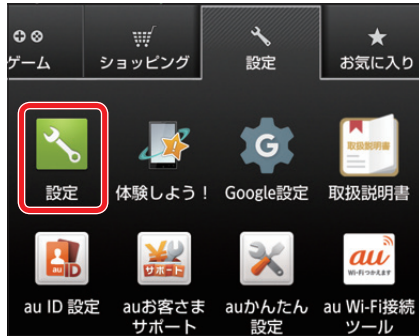 ゲーム
ショッピング
設定
お気に入り
設定
体験しよう！
Google設定
取扱説明書
取扱説明書
au ID 設定
auお客さま
サポート
auかんたん
設定
au Wi-Fi接続
ツール
G
au
ID
サポート
au
Wi-Fiつかえます